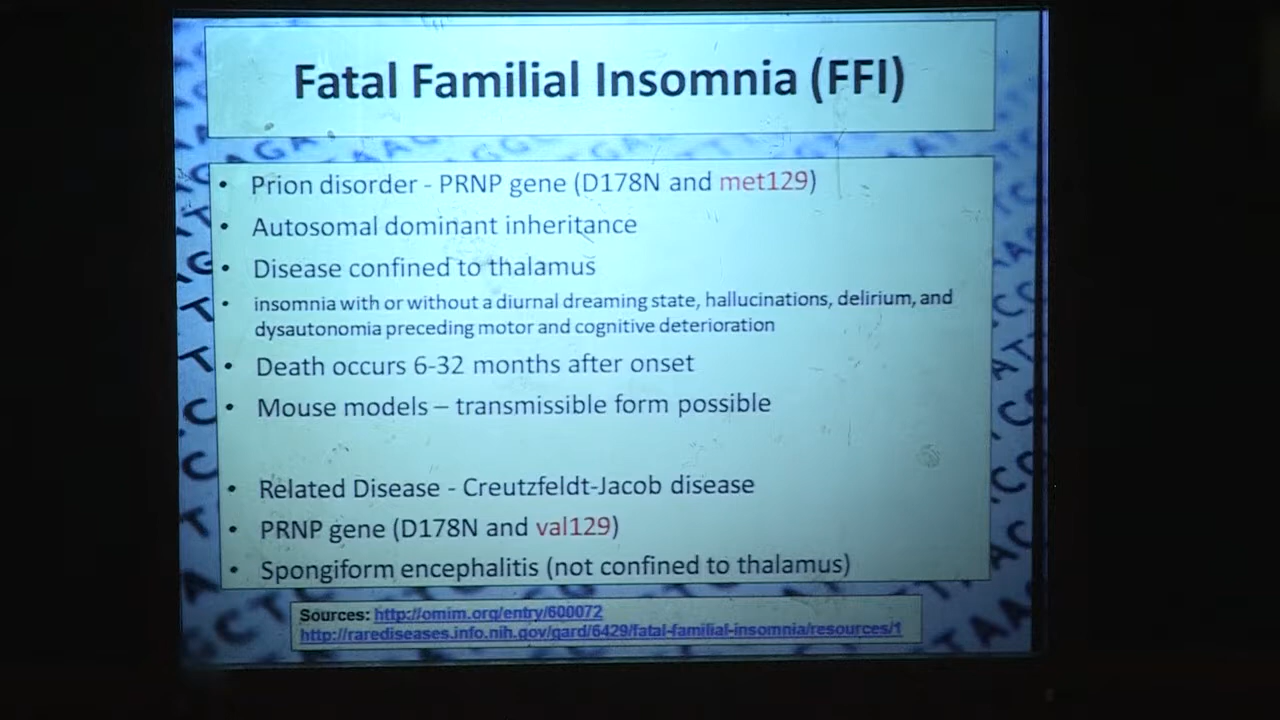 Fatal Familial Insomnia (FFI)
• Prion disorder - PRNP gene (D178N and met129)
• Autosomal dominant inheritance
• Disease confined to thalamus
• insomnia with or without a diurnal dreaming state, hallucinations, delirium, and
dysautonomia preceding motor and cognitive deterioration
• Death occurs 6-32 months after onset
• Mouse models – transmissible form possible
• Related Disease - Creutzfeldt-Jacob disease
• PRNP gene (D178N and val129)
• Spongiform encephalitis (not confined to thalamus)
Sources: http://omim.org/entry/600072
http://rarediseases.info.nih.gov/gard/6429/fatal-familial-insomnia/resources/1